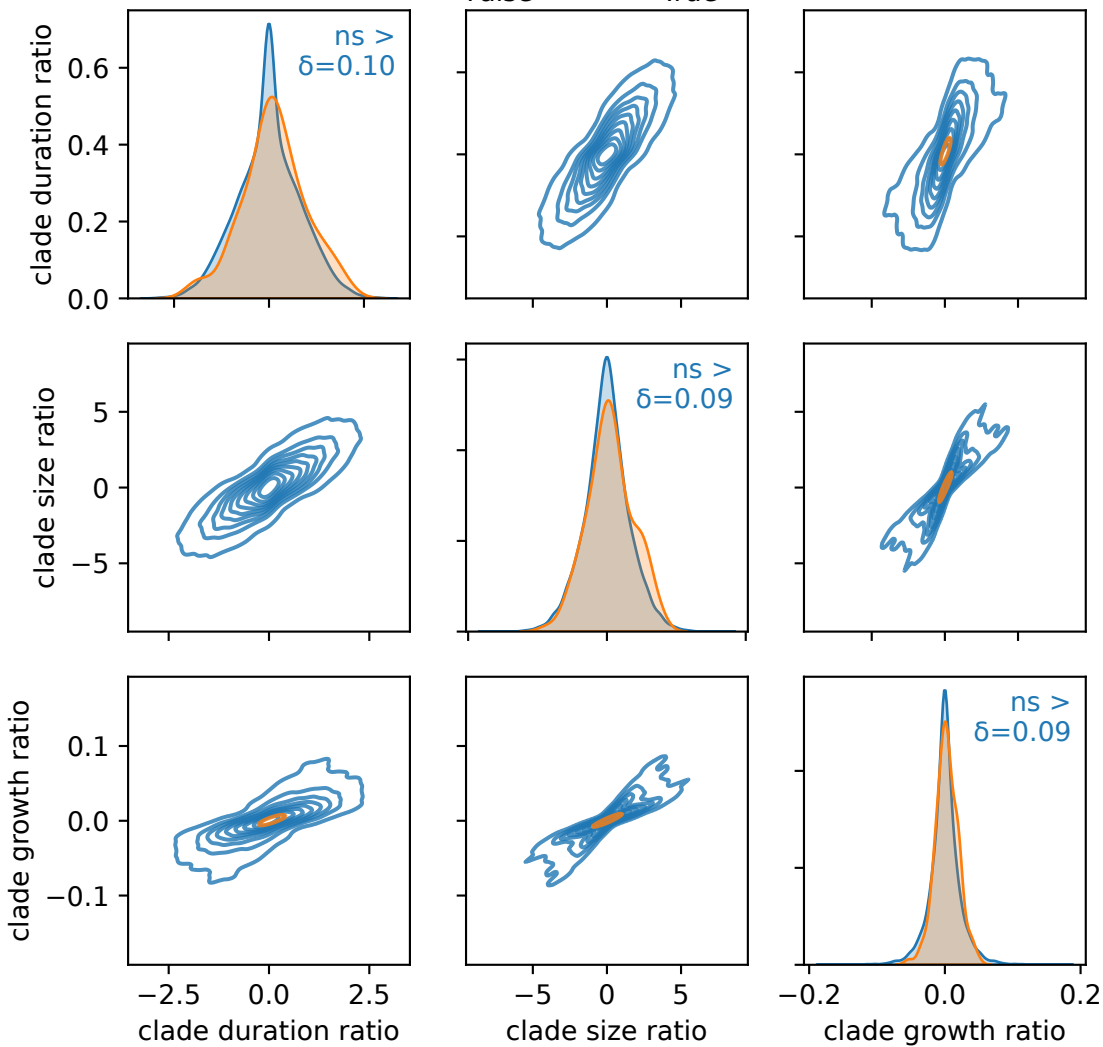 clade duration ratio
0.6
0.4
0.2
0.0
ns >
δ=0.10
clade size ratio
5
0
−5
ns >
δ=0.09
clade growth ratio
0.1
0.0
−0.1
ns >
δ=0.09
−2.5 0.0 2.5
−5 0 5
−0.2 0.0 0.2
clade duration ratio
clade size ratio
clade growth ratio